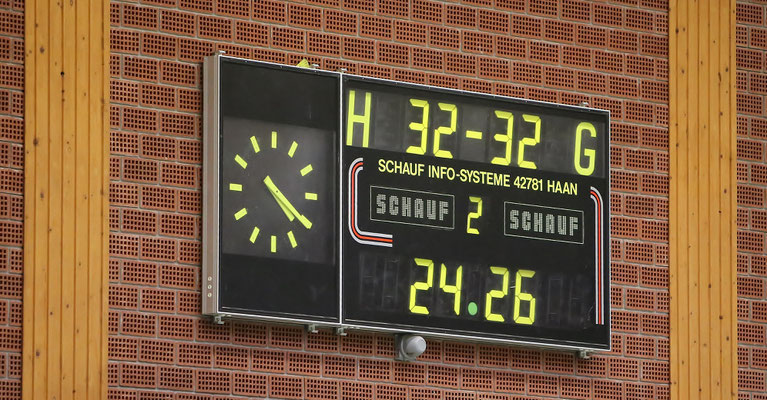 H 32-32 G
SCHAUF INFO-SYSTEME 42781 HAAN
SCHAUF 2 SCHAUF
24.26